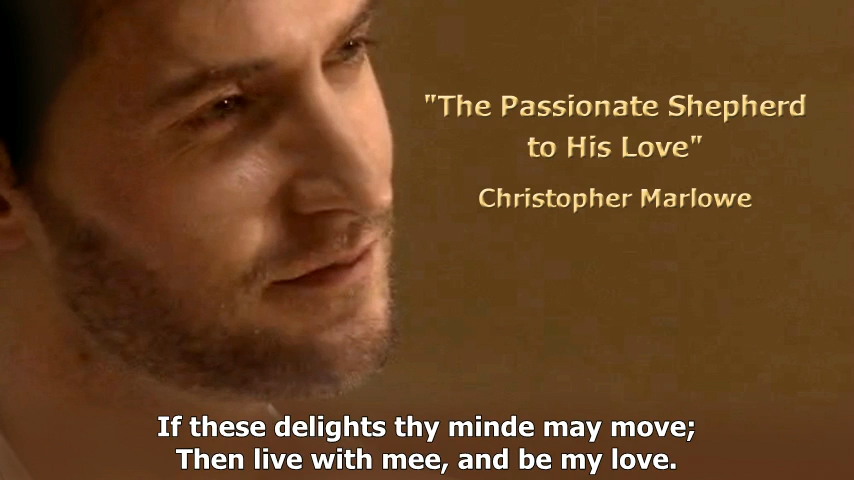 "The Passionate Shepherd
to His Love"
Christopher Marlowe
If these delights thy minde may move;
Then live with mee, and be my love.